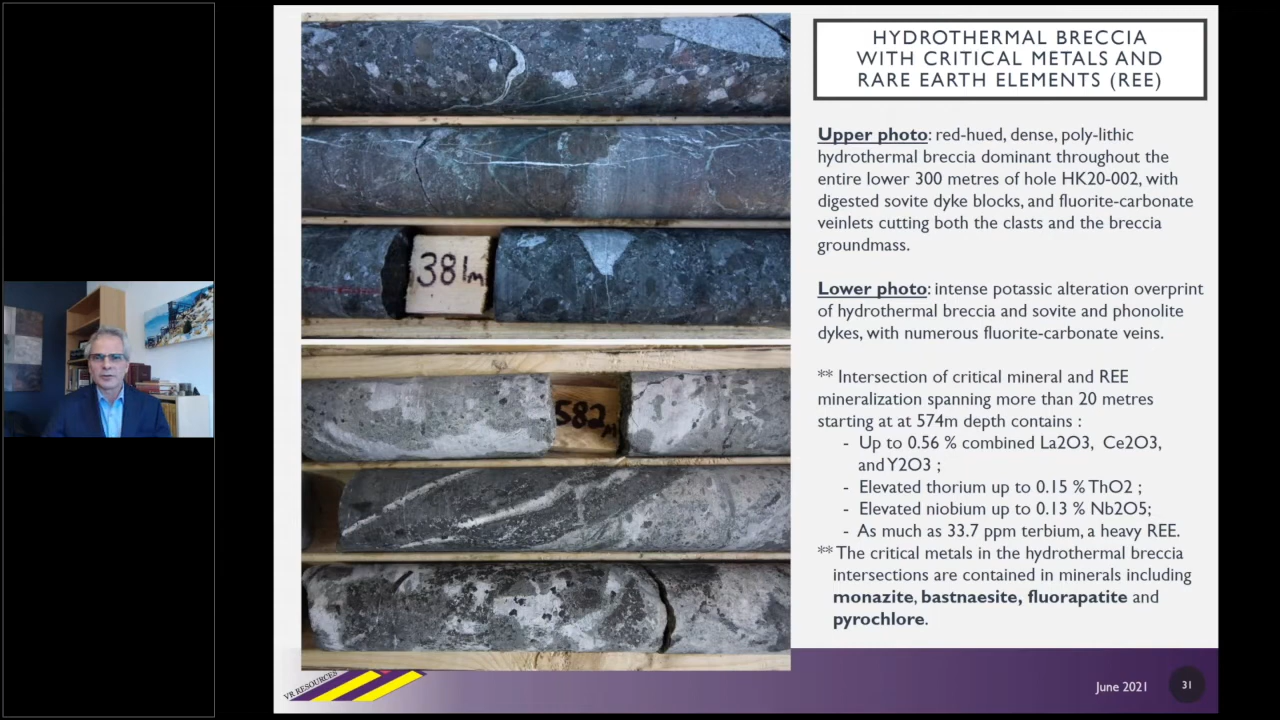 HYDROTHERMAL BRECCIA
WITH CRITICAL METALS AND
RARE EARTH ELEMENTS (REE)
Upper photo: red-hued, dense, poly-lithic
hydrothermal breccia dominant throughout the
entire lower 300 metres of hole HK20-002, with
digested sovite dyke blocks, and fluorite-carbonate
veinlets cutting both the clasts and the breccia
groundmass.
Lower photo: intense potassic alteration overprint
of hydrothermal breccia and sovite and phonolite
dykes, with numerous fluorite-carbonate veins.
** Intersection of critical mineral and REE
mineralization spanning more than 20 metres
starting at at 574m depth contains :
- Up to 0.56 % combined La2O3, Ce2O3,
and Y2O3 ;
- Elevated thorium up to 0.15 % ThO2 ;
- Elevated niobium up to 0.13 % Nb2O5;
- As much as 33.7 ppm terbium, a heavy REE.
** The critical metals in the hydrothermal breccia
intersections are contained in minerals including
monazite, bastnaesite, fluorapatite and
pyrochlore.
381m
582m
VR RESOURCES
June 2021
31